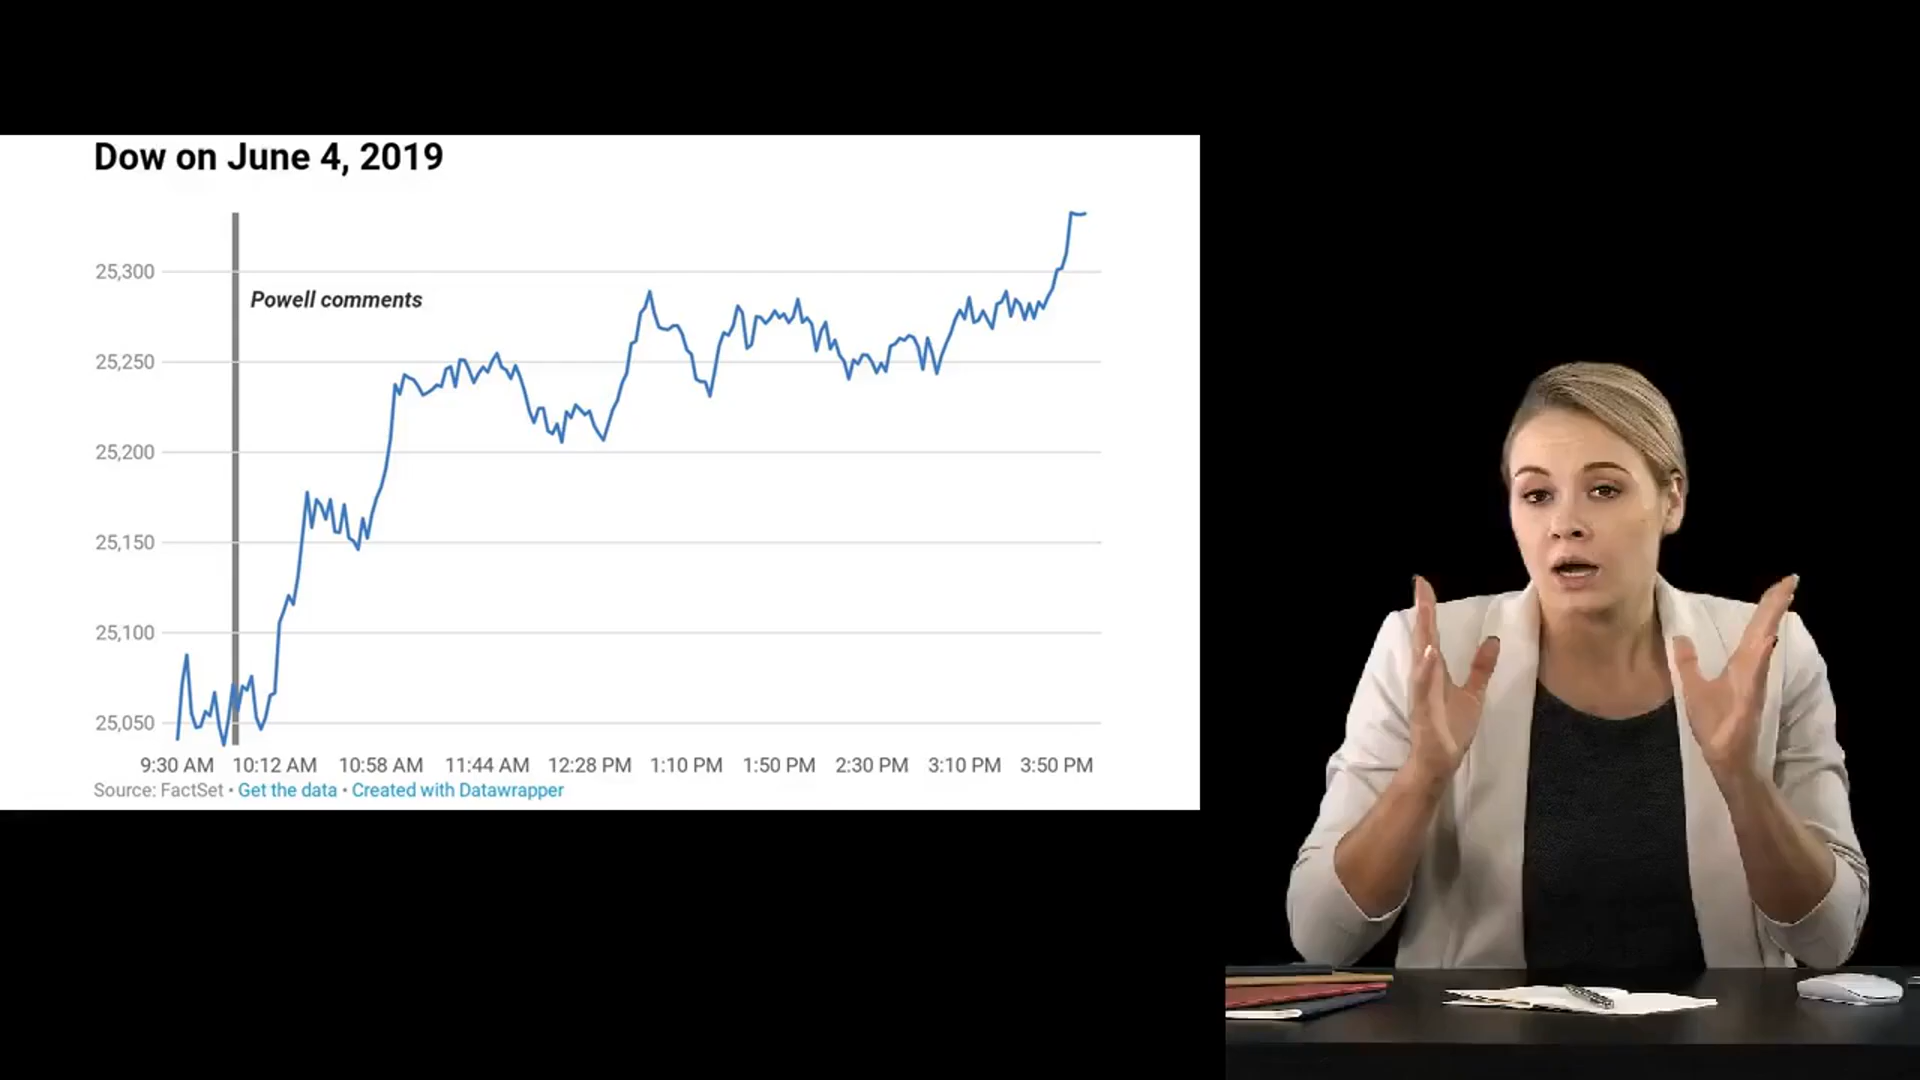 Dow on June 4, 2019
25,300
Powell comments
25,250
25,200
25,150
25,100
25,050
9:30 AM 10:12 AM 10:58 AM 11:44 AM 12:28 PM 1:10 PM 1:50 PM 2:30 PM 3:10 PM 3:50 PM
Source: FactSet • Get the data • Created with Datawrapper